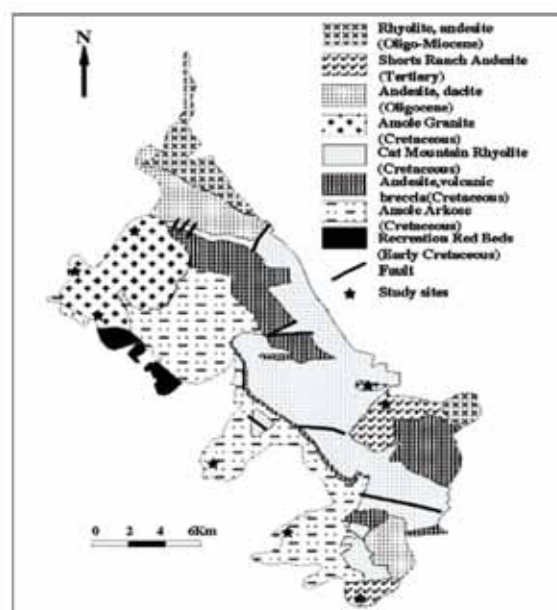 N
Rhyolite, andesite
(Oligo-Miocene)
Shorts Ranch Andesite
(Tertiary)
Andesite, dacite
(Oligocene)
Amole Granite
(Cretaceous)
Cat Mountain Rhyolite
(Cretaceous)
Andesite,volcanic
breccia(Cretaceous)
Amole Arkose
(Cretaceous)
Recreation Red Beds
(Early Cretaceous)
Fault
Study sites
0 2 4 6Km